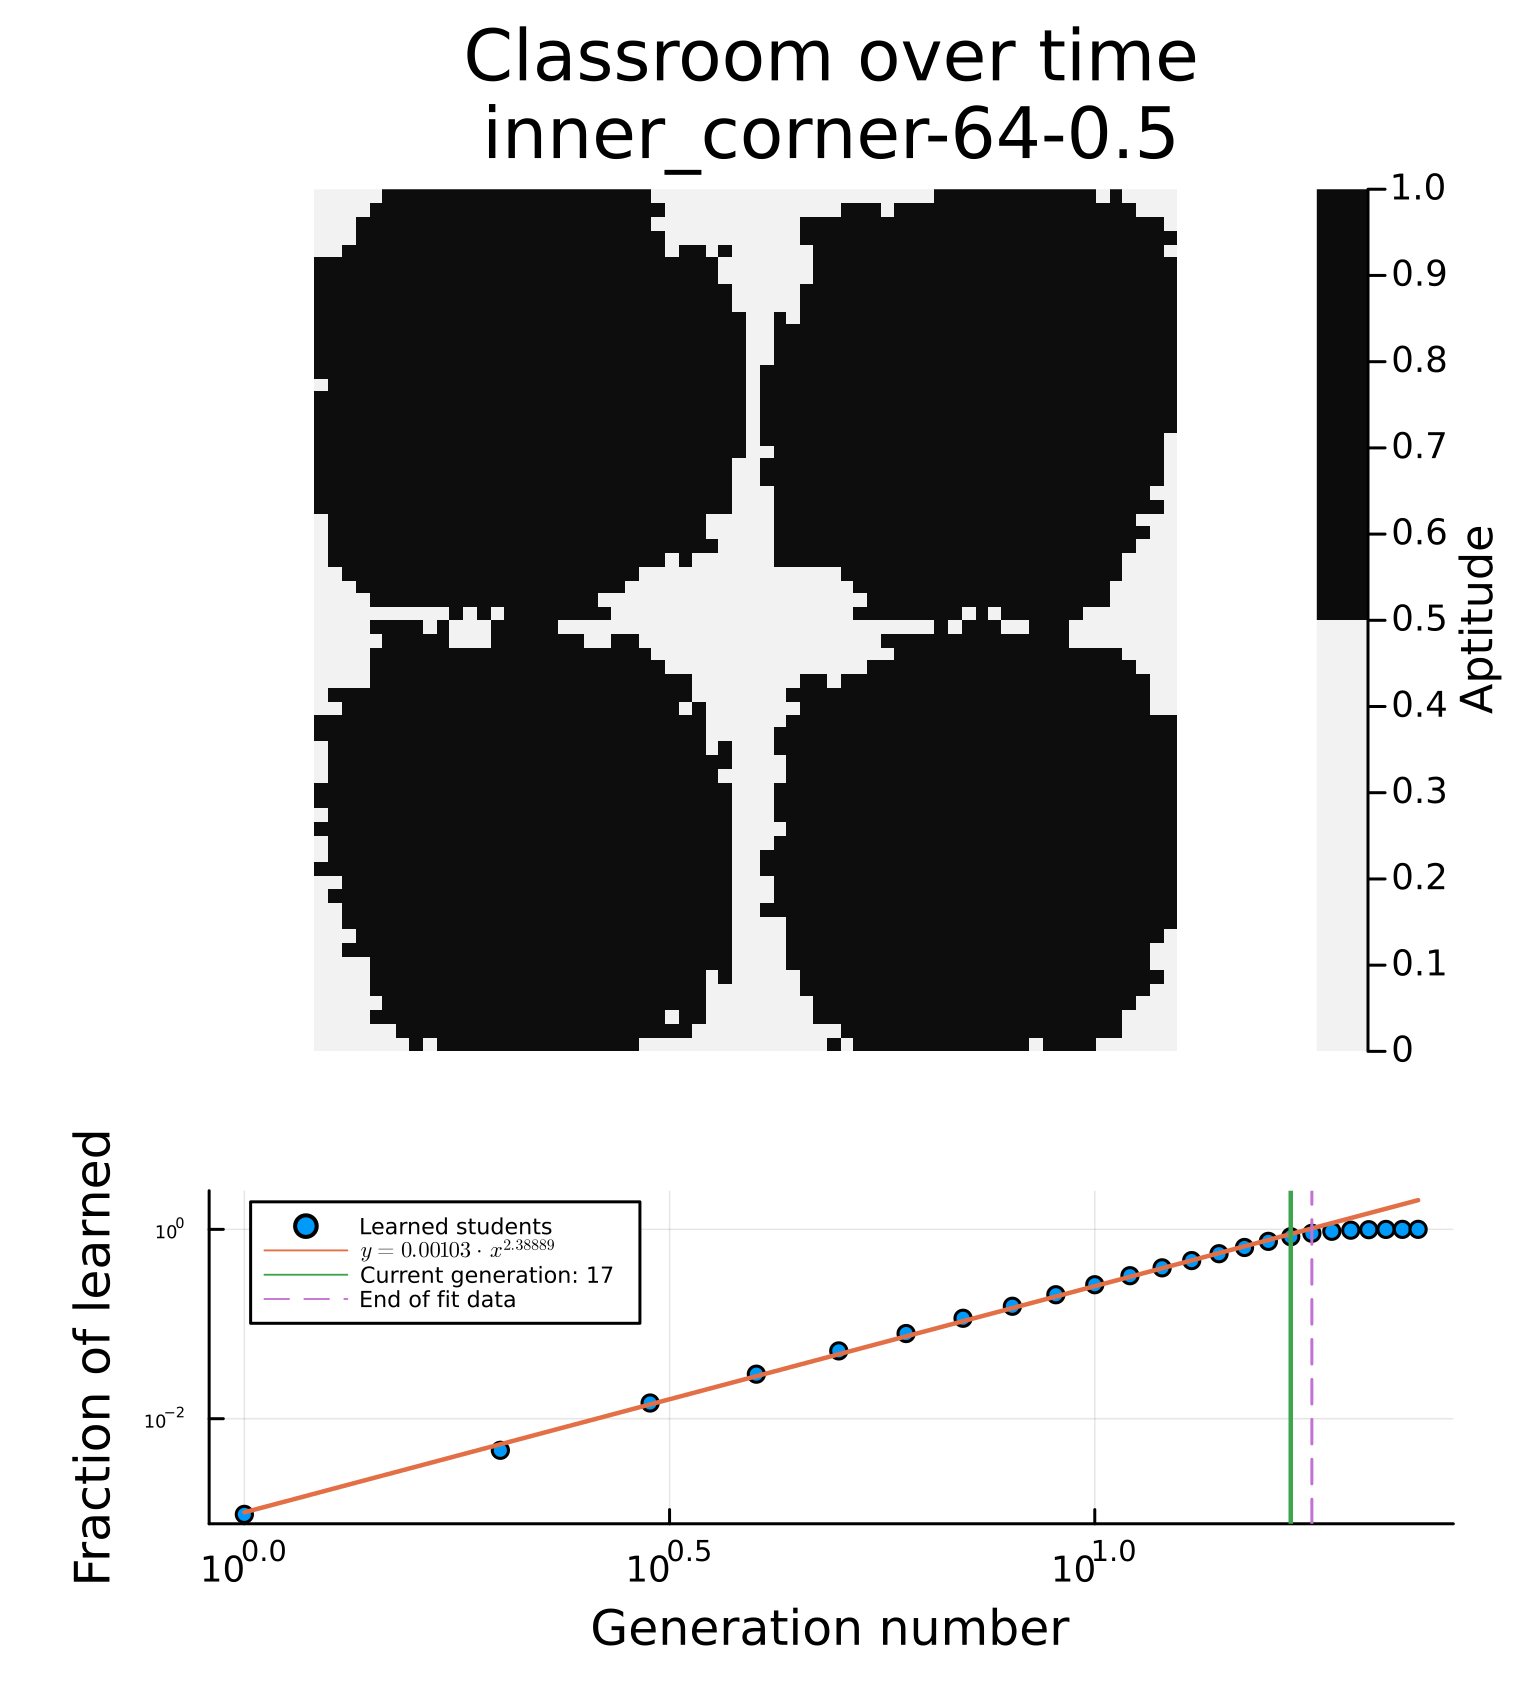 Classroom over time
inner_corner-64-0.5
1.0
0.9
0.8
0.7
0.6
0.5
0.4
0.3
0.2
0.1
0
Aptitude
Fraction of learned
10^0
10^-2
Learned students
y = 0.00103 · x^2.38889
Current generation: 17
End of fit data
10^0.0
10^0.5
10^1.0
Generation number